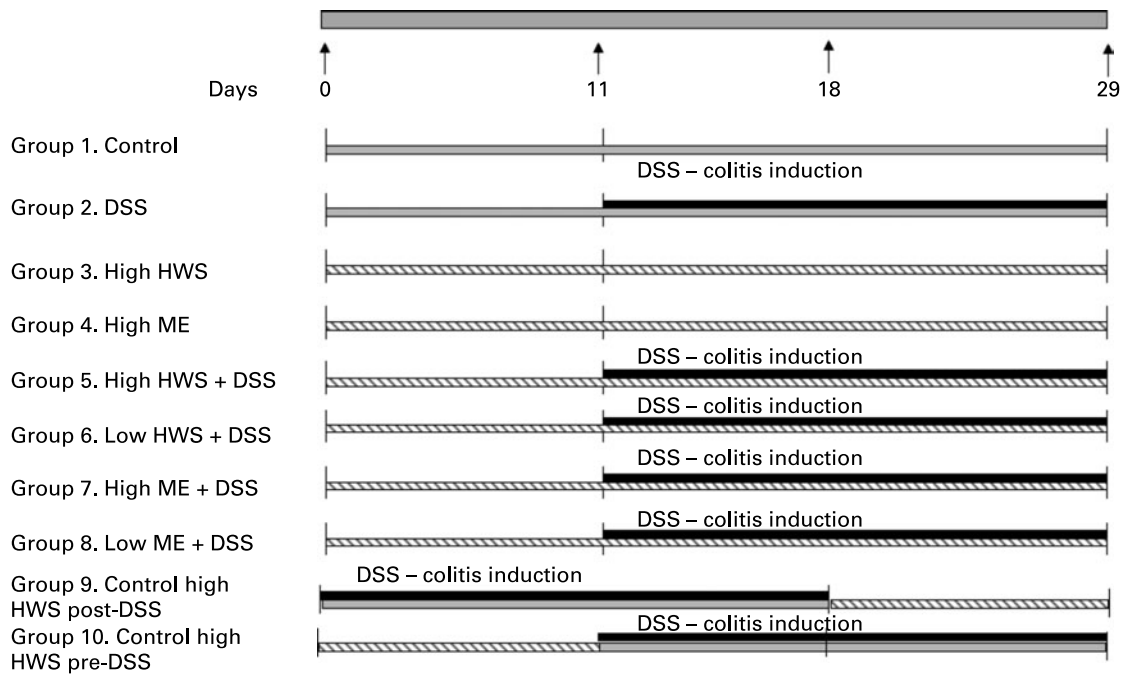 Days 0 11 18 29
Group 1. Control
DSS – colitis induction
Group 2. DSS
Group 3. High HWS
Group 4. High ME
DSS – colitis induction
Group 5. High HWS + DSS
DSS – colitis induction
Group 6. Low HWS + DSS
DSS – colitis induction
Group 7. High ME + DSS
DSS – colitis induction
Group 8. Low ME + DSS
Group 9. Control high
HWS post-DSS
DSS – colitis induction
Group 10. Control high
HWS pre-DSS
DSS – colitis induction